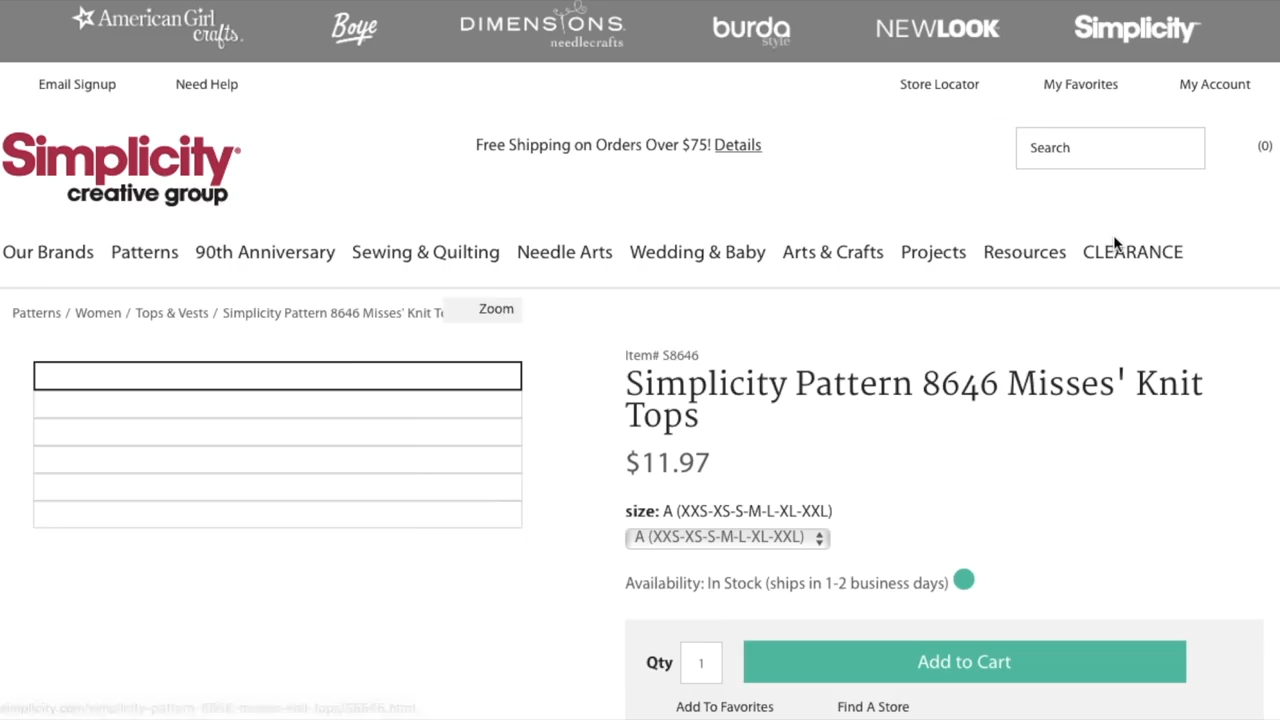 American Girl crafts.
Boye
DIMENSIONS needlecrafts
burda style
NEWLOOK
Simplicity
Email Signup
Need Help
Store Locator
My Favorites
My Account
Simplicity
creative group
Free Shipping on Orders Over $75! Details
Search
(0)
Our Brands
Patterns
90th Anniversary
Sewing & Quilting
Needle Arts
Wedding & Baby
Arts & Crafts
Projects
Resources
CLEARANCE
Patterns / Women / Tops & Vests / Simplicity Pattern 8646 Misses' Knit
Zoom
Item# S8646
Simplicity Pattern 8646 Misses' Knit
Tops
$11.97
size: A (XXS-XS-S-M-L-XL-XXL)
A (XXS-XS-S-M-L-XL-XXL)
Availability: In Stock (ships in 1-2 business days)
Qty
1
Add to Cart
Add To Favorites
Find A Store